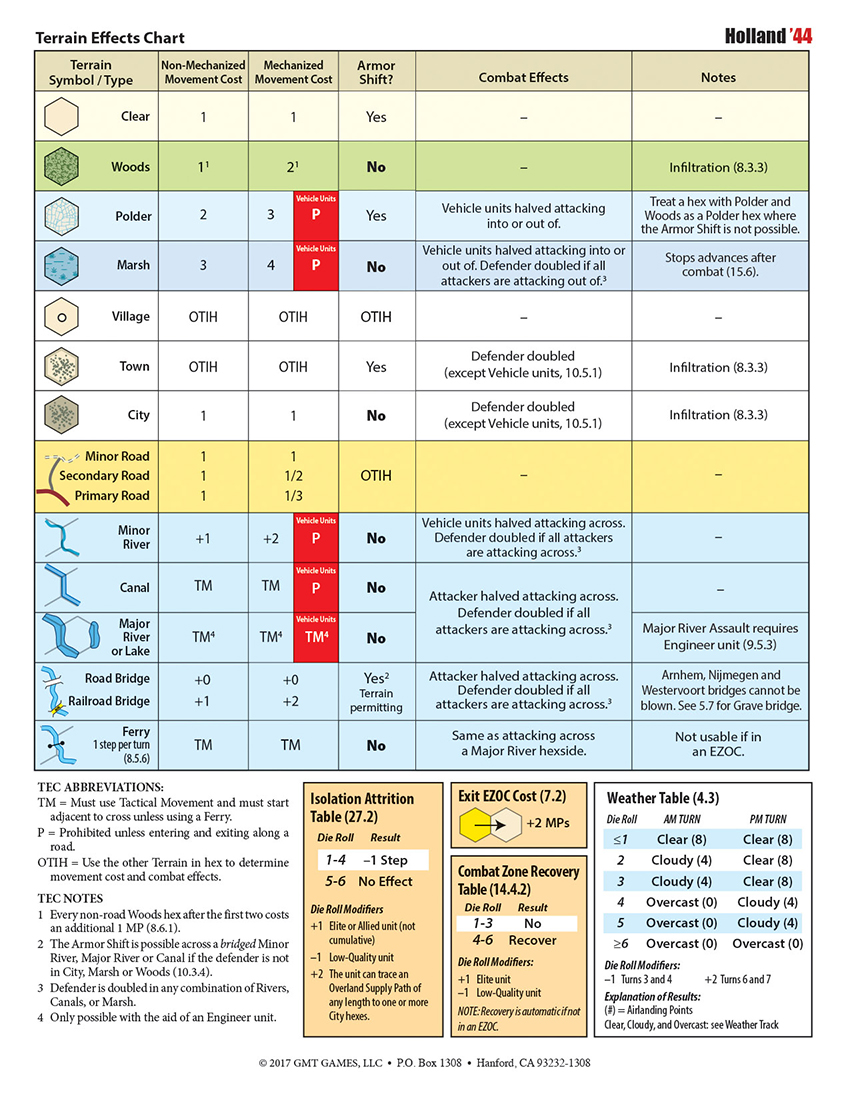 Terrain Effects Chart
Holland '44
Terrain
Symbol / Type
Non-Mechanized
Movement Cost
Mechanized
Movement Cost
Armor
Shift?
Combat Effects
Notes
Clear
1
1
Yes
–
–
Woods
1¹
2¹
No
–
Infiltration (8.3.3)
Polder
2
3
Vehicle Units
P
Yes
Vehicle units halved attacking
into or out of.
Treat a hex with Polder and
Woods as a Polder hex where
the Armor Shift is not possible.
Marsh
3
4
Vehicle Units
P
No
Vehicle units halved attacking into or
out of. Defender doubled if all
attackers are attacking out of.³
Stops advances after
combat (15.6).
Village
OTIH
OTIH
OTIH
–
–
Town
OTIH
OTIH
Yes
Defender doubled
(except Vehicle units, 10.5.1)
Infiltration (8.3.3)
City
1
1
No
Defender doubled
(except Vehicle units, 10.5.1)
Infiltration (8.3.3)
Minor Road
1
1
Secondary Road
1
1/2
Primary Road
1
1/3
OTIH
–
–
Minor
River
+1
+2
Vehicle Units
P
No
Vehicle units halved attacking across.
Defender doubled if all attackers
are attacking across.³
–
Canal
TM
TM
Vehicle Units
P
No
Attacker halved attacking across.
Defender doubled if all
attackers are attacking across.³
–
Major
River
or Lake
TM⁴
TM⁴
Vehicle Units
TM⁴
No
Major River Assault requires
Engineer unit (9.5.3)
Road Bridge
+0
+0
Railroad Bridge
+1
+2
Yes²
Terrain
permitting
Attacker halved attacking across.
Defender doubled if all
attackers are attacking across.³
Arnhem, Nijmegen and
Westervoort bridges cannot be
blown. See 5.7 for Grave bridge.
Ferry
1 step per turn
(8.5.6)
TM
TM
No
Same as attacking across
a Major River hexside.
Not usable if in
an EZOC.
TEC ABBREVIATIONS:
TM = Must use Tactical Movement and must start
adjacent to cross unless using a Ferry.
P = Prohibited unless entering and exiting along a
road.
OTIH = Use the other Terrain in hex to determine
movement cost and combat effects.
TEC NOTES
1 Every non-road Woods hex after the first two costs
an additional 1 MP (8.6.1).
2 The Armor Shift is possible across a bridged Minor
River, Major River or Canal if the defender is not
in City, Marsh or Woods (10.3.4).
3 Defender is doubled in any combination of Rivers,
Canals, or Marsh.
4 Only possible with the aid of an Engineer unit.
Isolation Attrition
Table (27.2)
Die Roll Result
1-4 –1 Step
5-6 No Effect
Die Roll Modifiers
+1 Elite or Allied unit (not
cumulative)
–1 Low-Quality unit
+2 The unit can trace an
Overland Supply Path of
any length to one or more
City hexes.
Exit EZOC Cost (7.2)
+2 MPs
Combat Zone Recovery
Table (14.4.2)
Die Roll Result
1-3 No
4-6 Recover
Die Roll Modifiers:
+1 Elite unit
–1 Low-Quality unit
NOTE: Recovery is automatic if not
in an EZOC.
Weather Table (4.3)
Die Roll AM TURN PM TURN
≤1 Clear (8) Clear (8)
2 Cloudy (4) Clear (8)
3 Cloudy (4) Clear (8)
4 Overcast (0) Cloudy (4)
5 Overcast (0) Cloudy (4)
≥6 Overcast (0) Overcast (0)
Die Roll Modifiers:
–1 Turns 3 and 4 +2 Turns 6 and 7
Explanation of Results:
(#) = Airlanding Points
Clear, Cloudy, and Overcast: see Weather Track
© 2017 GMT GAMES, LLC • P.O. Box 1308 • Hanford, CA 93232-1308